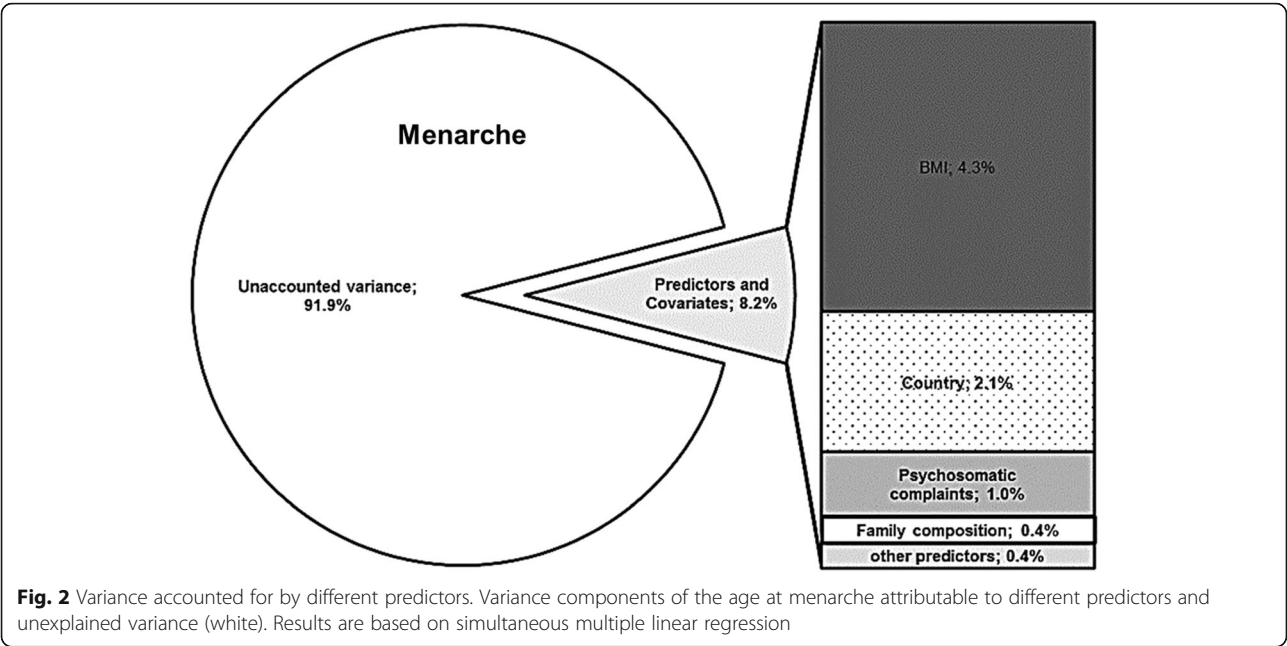 Menarche
Unaccounted variance;
91.9%
Predictors and
Covariates; 8.2%
BMI; 4.3%
Country; 2.1%
Psychosomatic
complaints; 1.0%
Family composition; 0.4%
other predictors; 0.4%
Fig. 2 Variance accounted for by different predictors. Variance components of the age at menarche attributable to different predictors and
unexplained variance (white). Results are based on simultaneous multiple linear regression